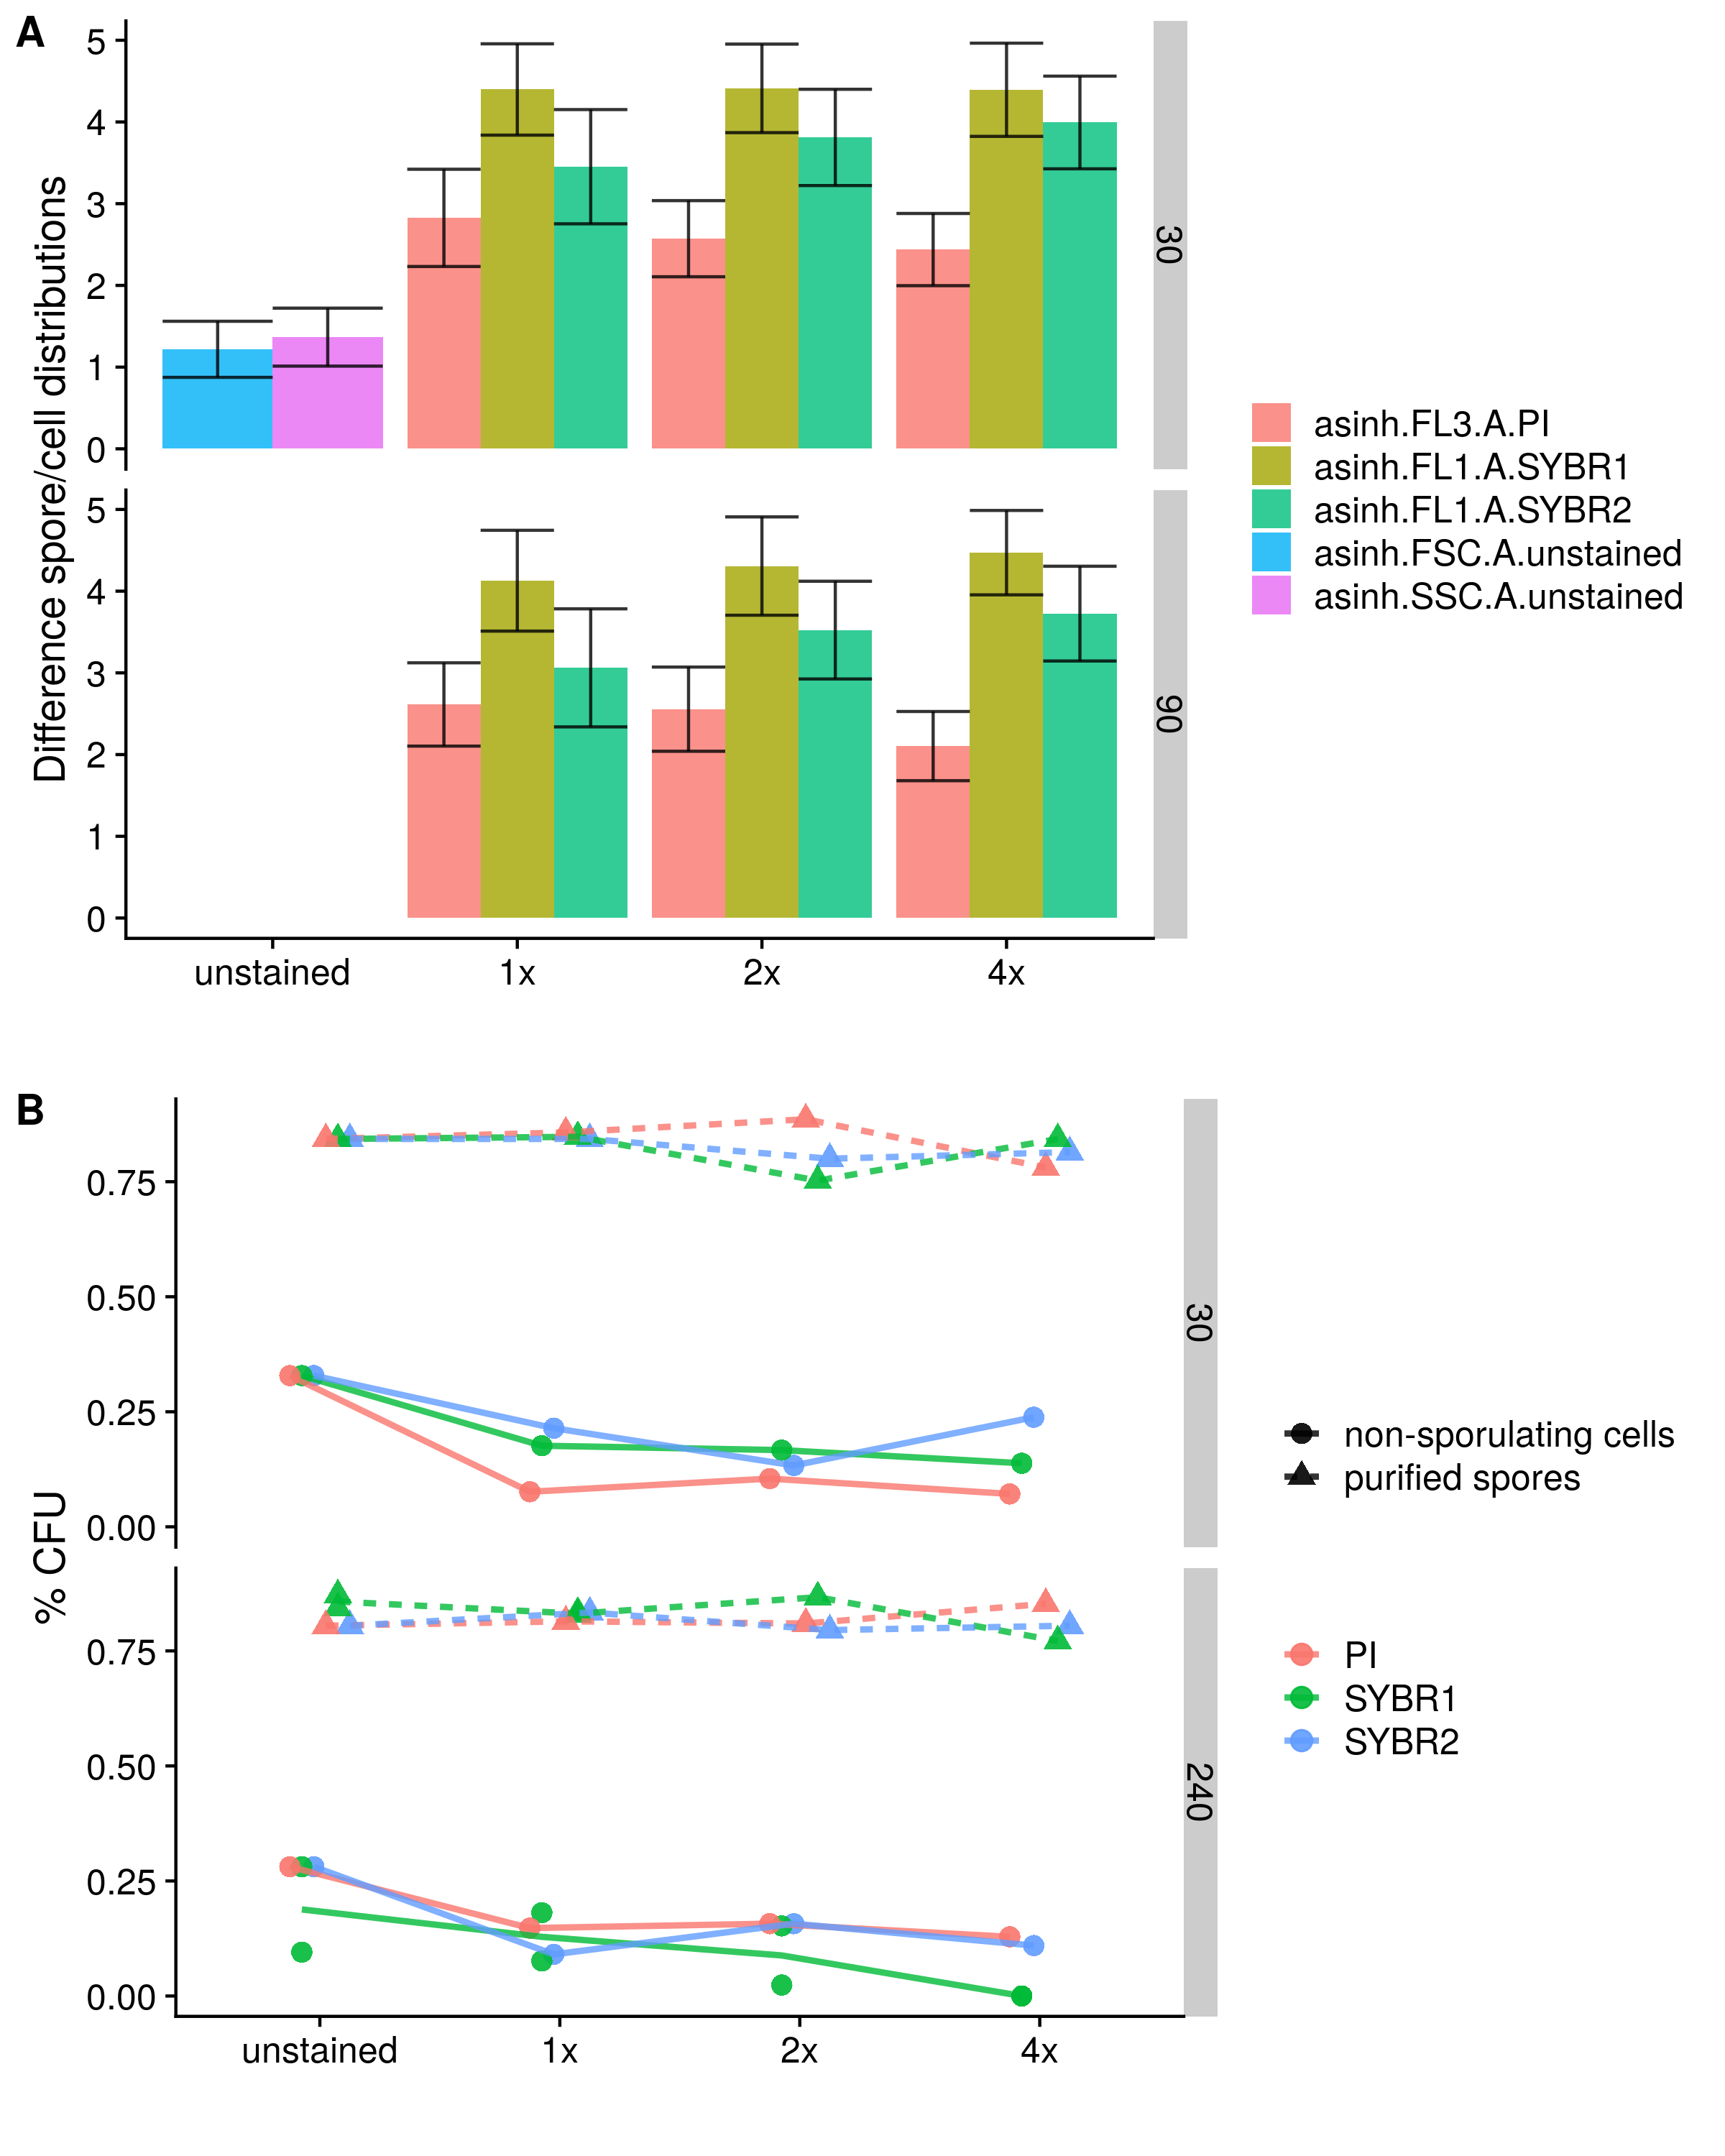 A
Difference spore/cell distributions
5
4
3
2
1
0
30
5
4
3
2
1
0
90
unstained 1x 2x 4x
asinh.FL3.A.PI
asinh.FL1.A.SYBR1
asinh.FL1.A.SYBR2
asinh.FSC.A.unstained
asinh.SSC.A.unstained
B
% CFU
0.75
0.50
0.25
0.00
30
0.75
0.50
0.25
0.00
240
unstained 1x 2x 4x
non-sporulating cells
purified spores
PI
SYBR1
SYBR2